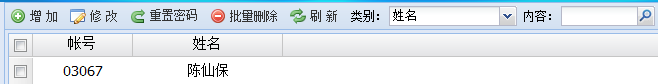 增 加 修 改 重置密码 批量删除 刷 新 类别: 姓名 内容:
帐号 姓名
03067 陈仙保